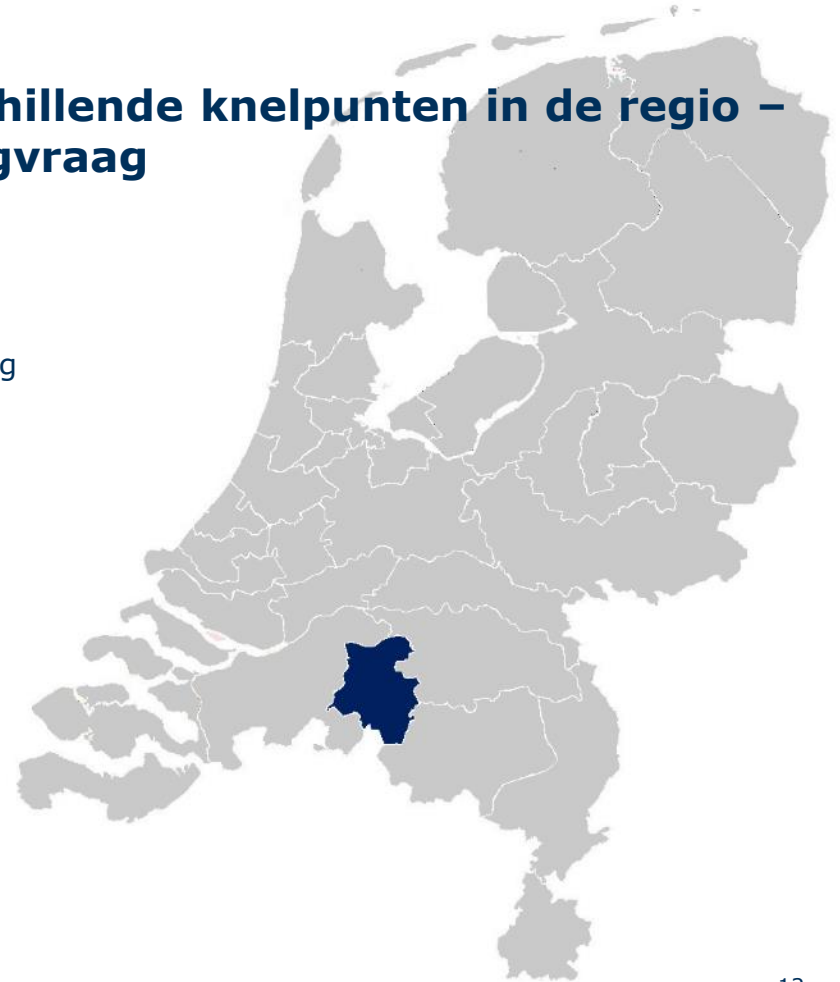 hillende knelpunten in de regio –
gvraag
g